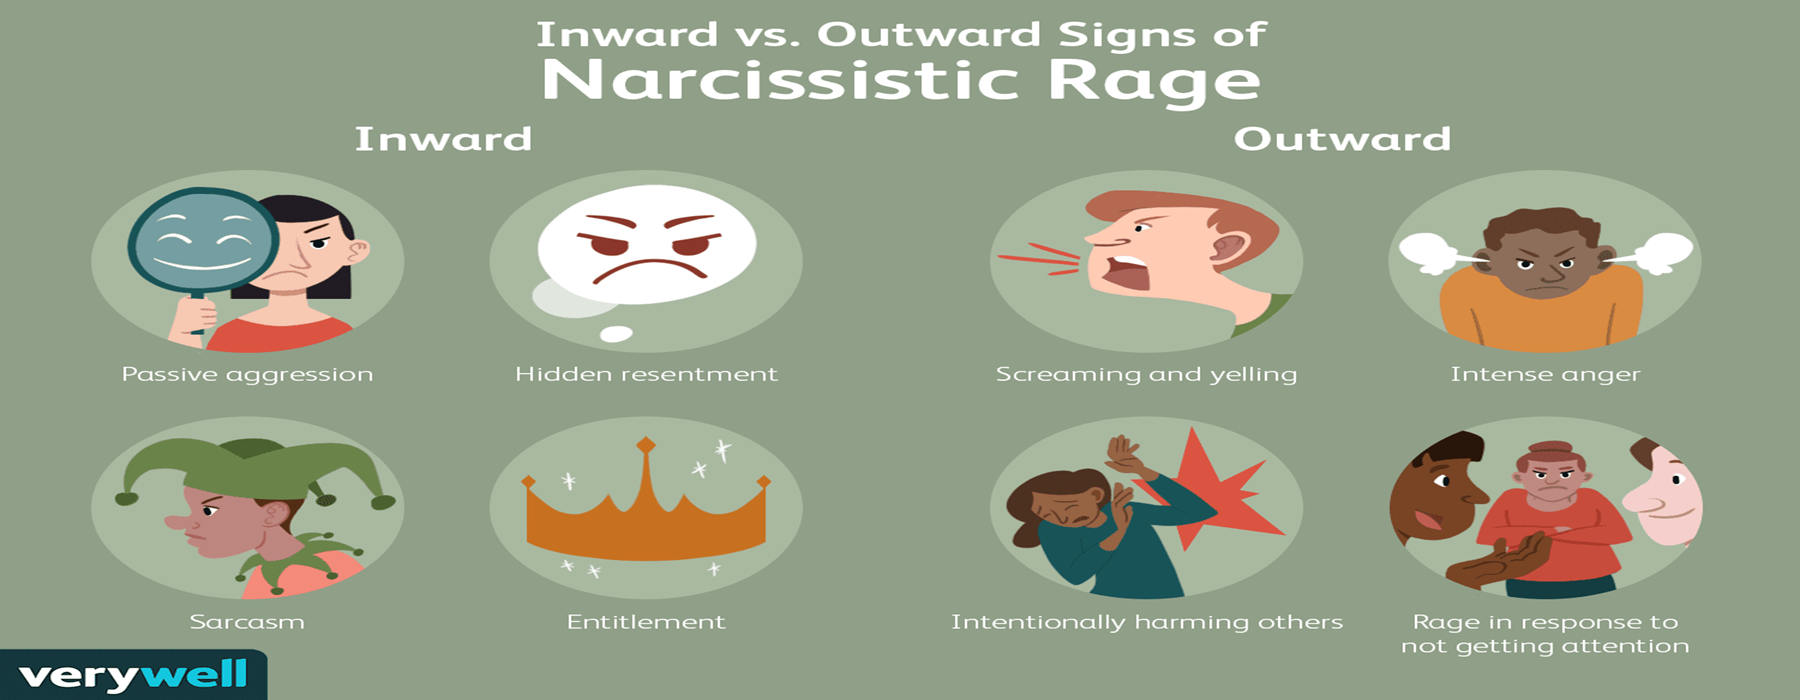 Inward vs. Outward Signs of
Narcissistic Rage
Inward
Outward
Passive aggression
Hidden resentment
Screaming and yelling
Intense anger
Sarcasm
Entitlement
Intentionally harming others
Rage in response to
not getting attention
verywell